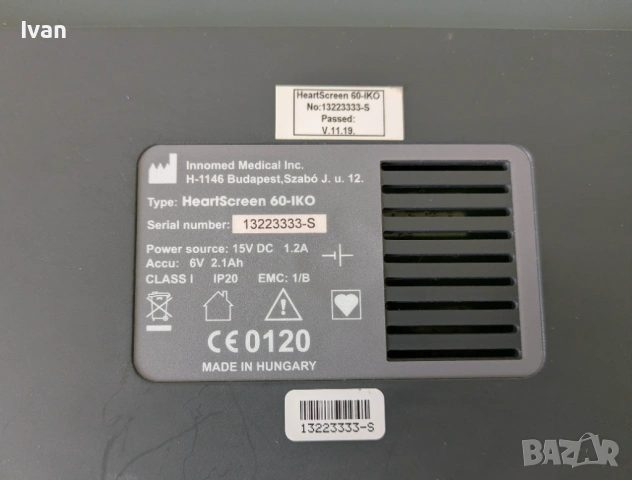 Ivan
HeartScreen 60-IKO
No:13223333-S
Passed:
V.11.19.
Innomed Medical Inc.
H-1146 Budapest,Szabó J. u. 12.
Type: HeartScreen 60-IKO
Serial number: 13223333-S
Power source: 15V DC 1.2A
Accu: 6V 2.1Ah
CLASS I IP20 EMC: 1/B
CE 0120
MADE IN HUNGARY
13223333-S
BAZAR